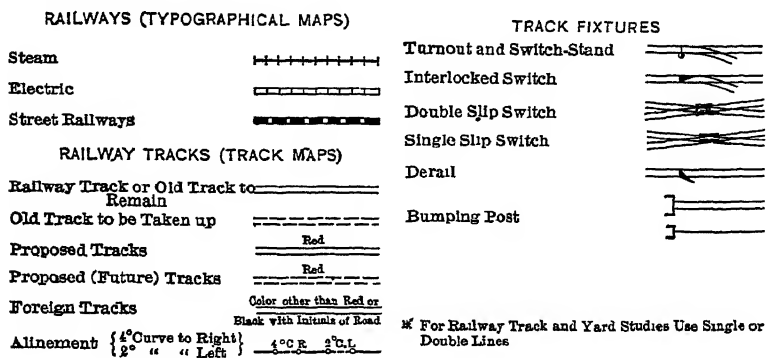 RAILWAYS (TYPOGRAPHICAL MAPS)
Steam
Electric
Street Railways
RAILWAY TRACKS (TRACK MAPS)
Railway Track or Old Track to
Remain
Old Track to be Taken up
Proposed Tracks Red
Proposed (Future) Tracks Red
Foreign Tracks Color other than Red or
Black with Initials of Road
Alinement { 4° Curve to Right } 4°C R 2°C.L
{ 2° " " Left }
TRACK FIXTURES
Turnout and Switch-Stand
Interlocked Switch
Double Slip Switch
Single Slip Switch
Derail
Bumping Post
* For Railway Track and Yard Studies Use Single or
Double Lines